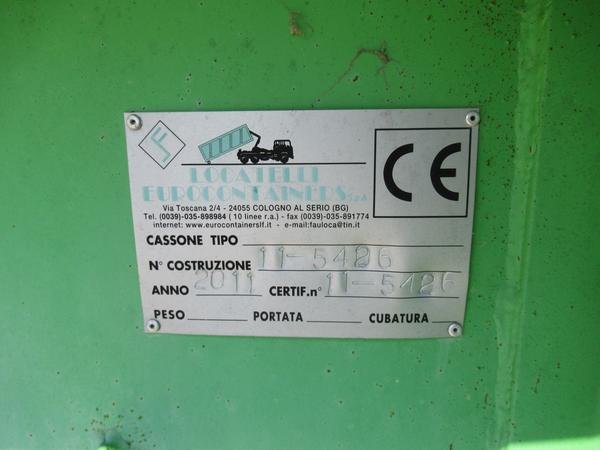 LOCATELLI
EUROCONTAINERS S.p.A
Via Toscana 2/4 - 24055 COLOGNO AL SERIO (BG)
Tel. (0039)-035-898984 ( 10 linee r.a.) - fax (0039)-035-891774
internet: www.eurocontainerslf.it - e-mail:fauloca@tin.it
CE
CASSONE TIPO
N° COSTRUZIONE 11-5426
ANNO 2011 CERTIF.n° 11-5426
PESO PORTATA CUBATURA